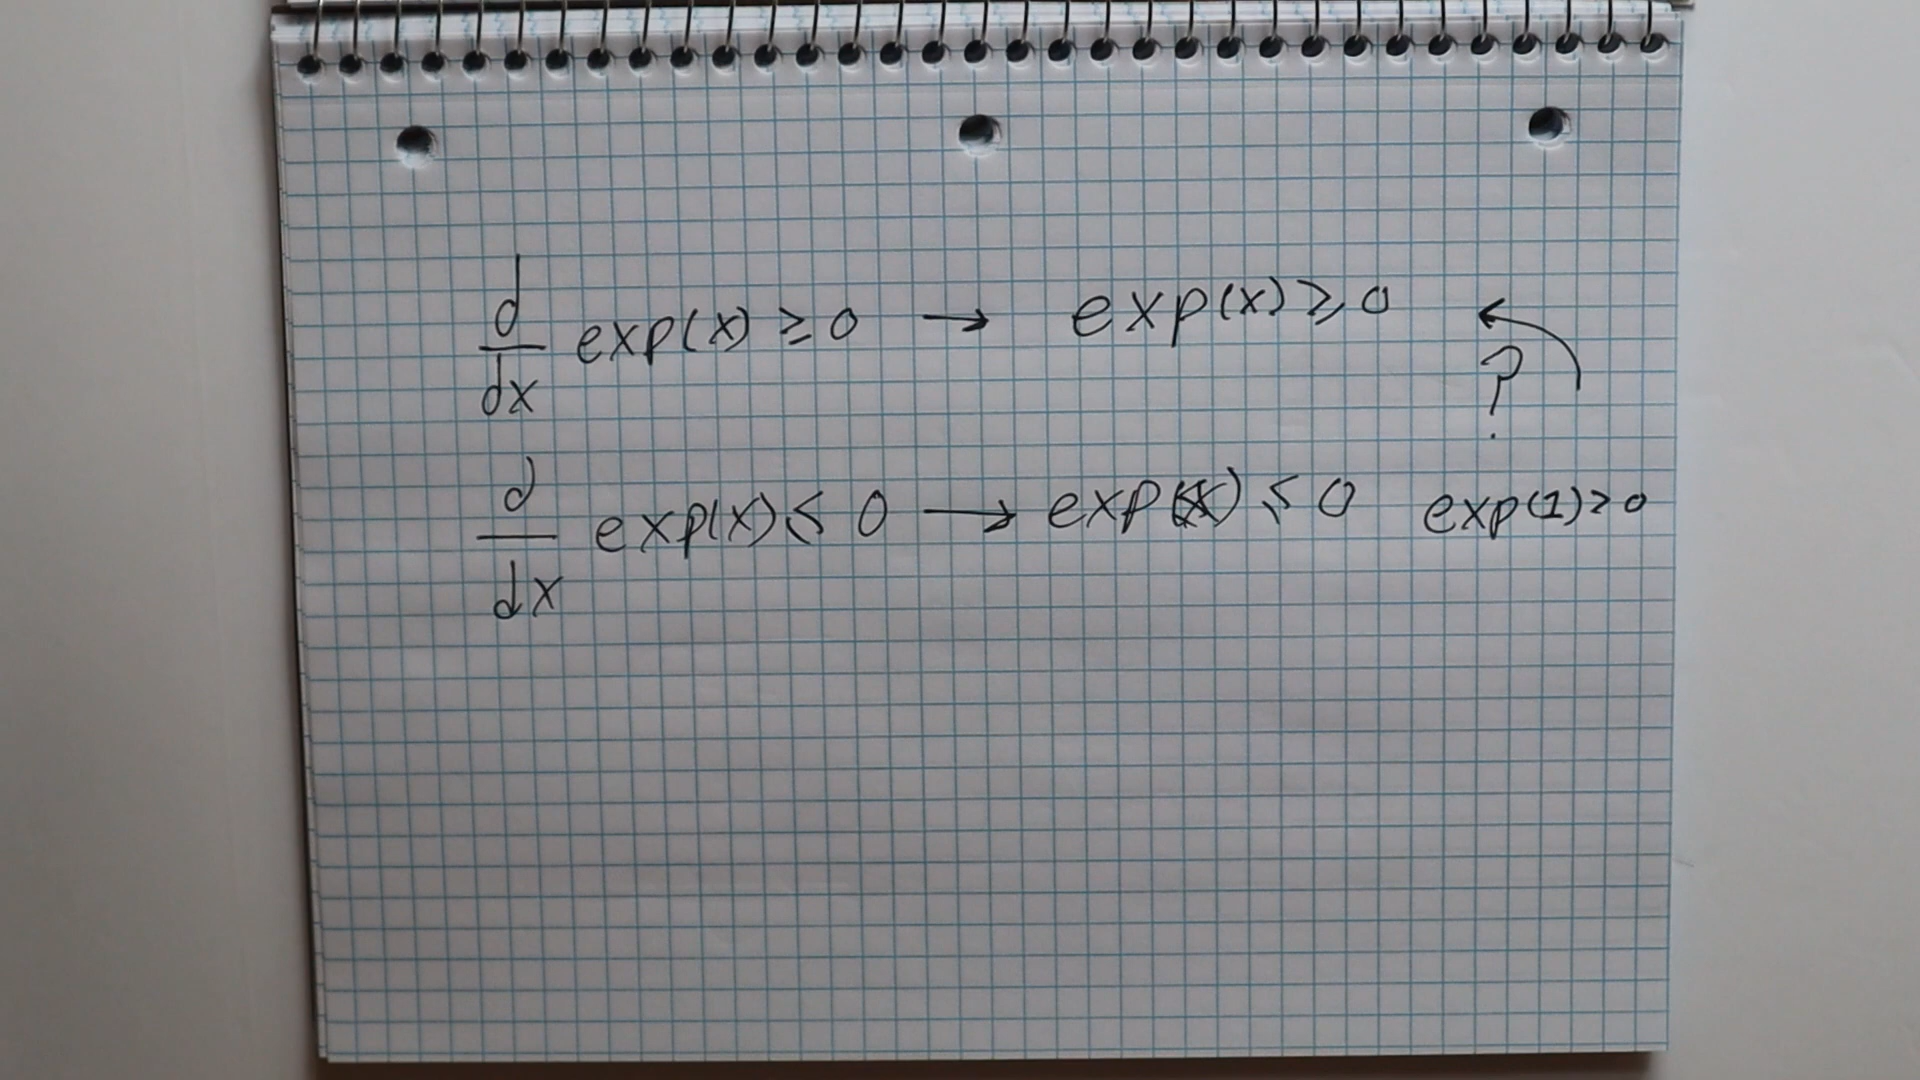 d/dx exp(x) ≥ 0 → exp(x) ≥ 0 ←
?
d/dx exp(x) ≤ 0 → exp(x) ≤ 0 exp(1) > 0